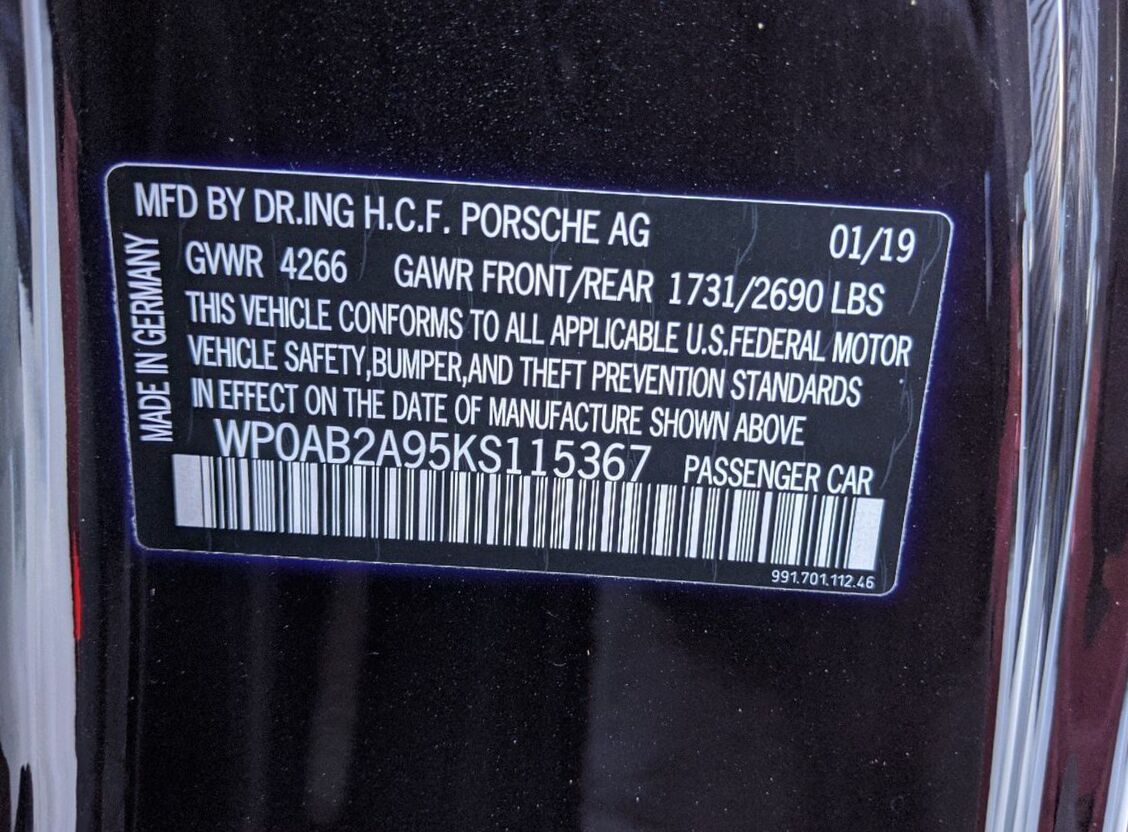 MFD BY DR.ING H.C.F. PORSCHE AG 01/19
GVWR 4266 GAWR FRONT/REAR 1731/2690 LBS
THIS VEHICLE CONFORMS TO ALL APPLICABLE U.S.FEDERAL MOTOR
VEHICLE SAFETY,BUMPER,AND THEFT PREVENTION STANDARDS
IN EFFECT ON THE DATE OF MANUFACTURE SHOWN ABOVE
WP0AB2A95KS115367 PASSENGER CAR
991.701.112.46
MADE IN GERMANY